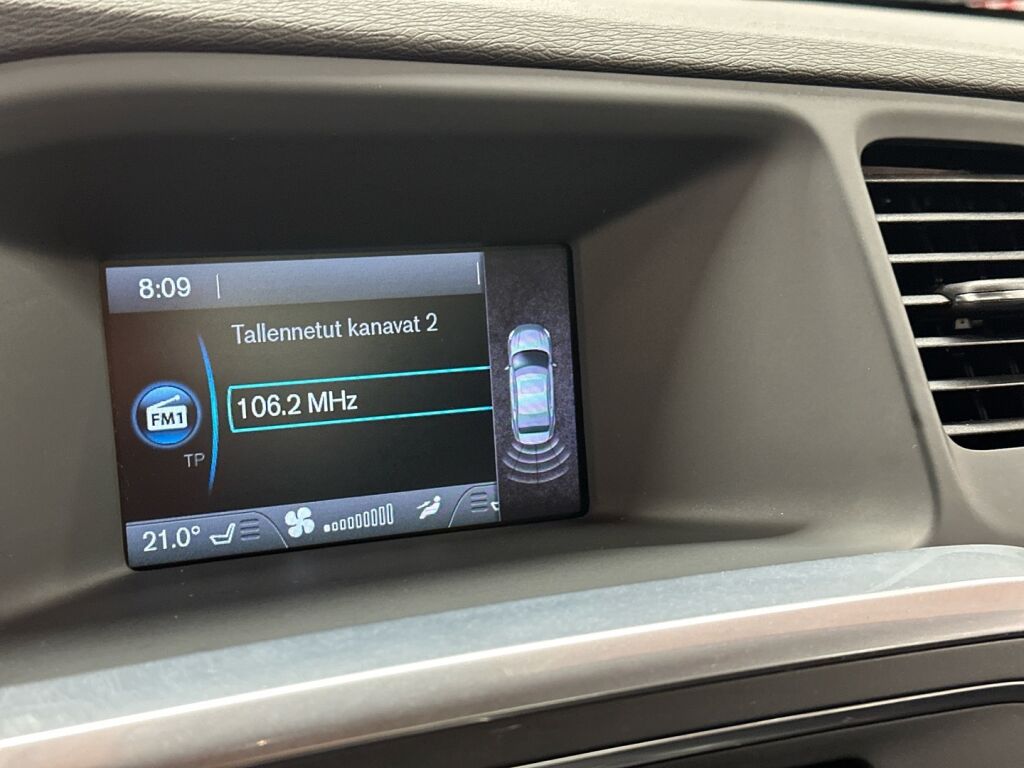 8:09
Tallennetut kanavat 2
106.2 MHz
FM1
TP
21.0°